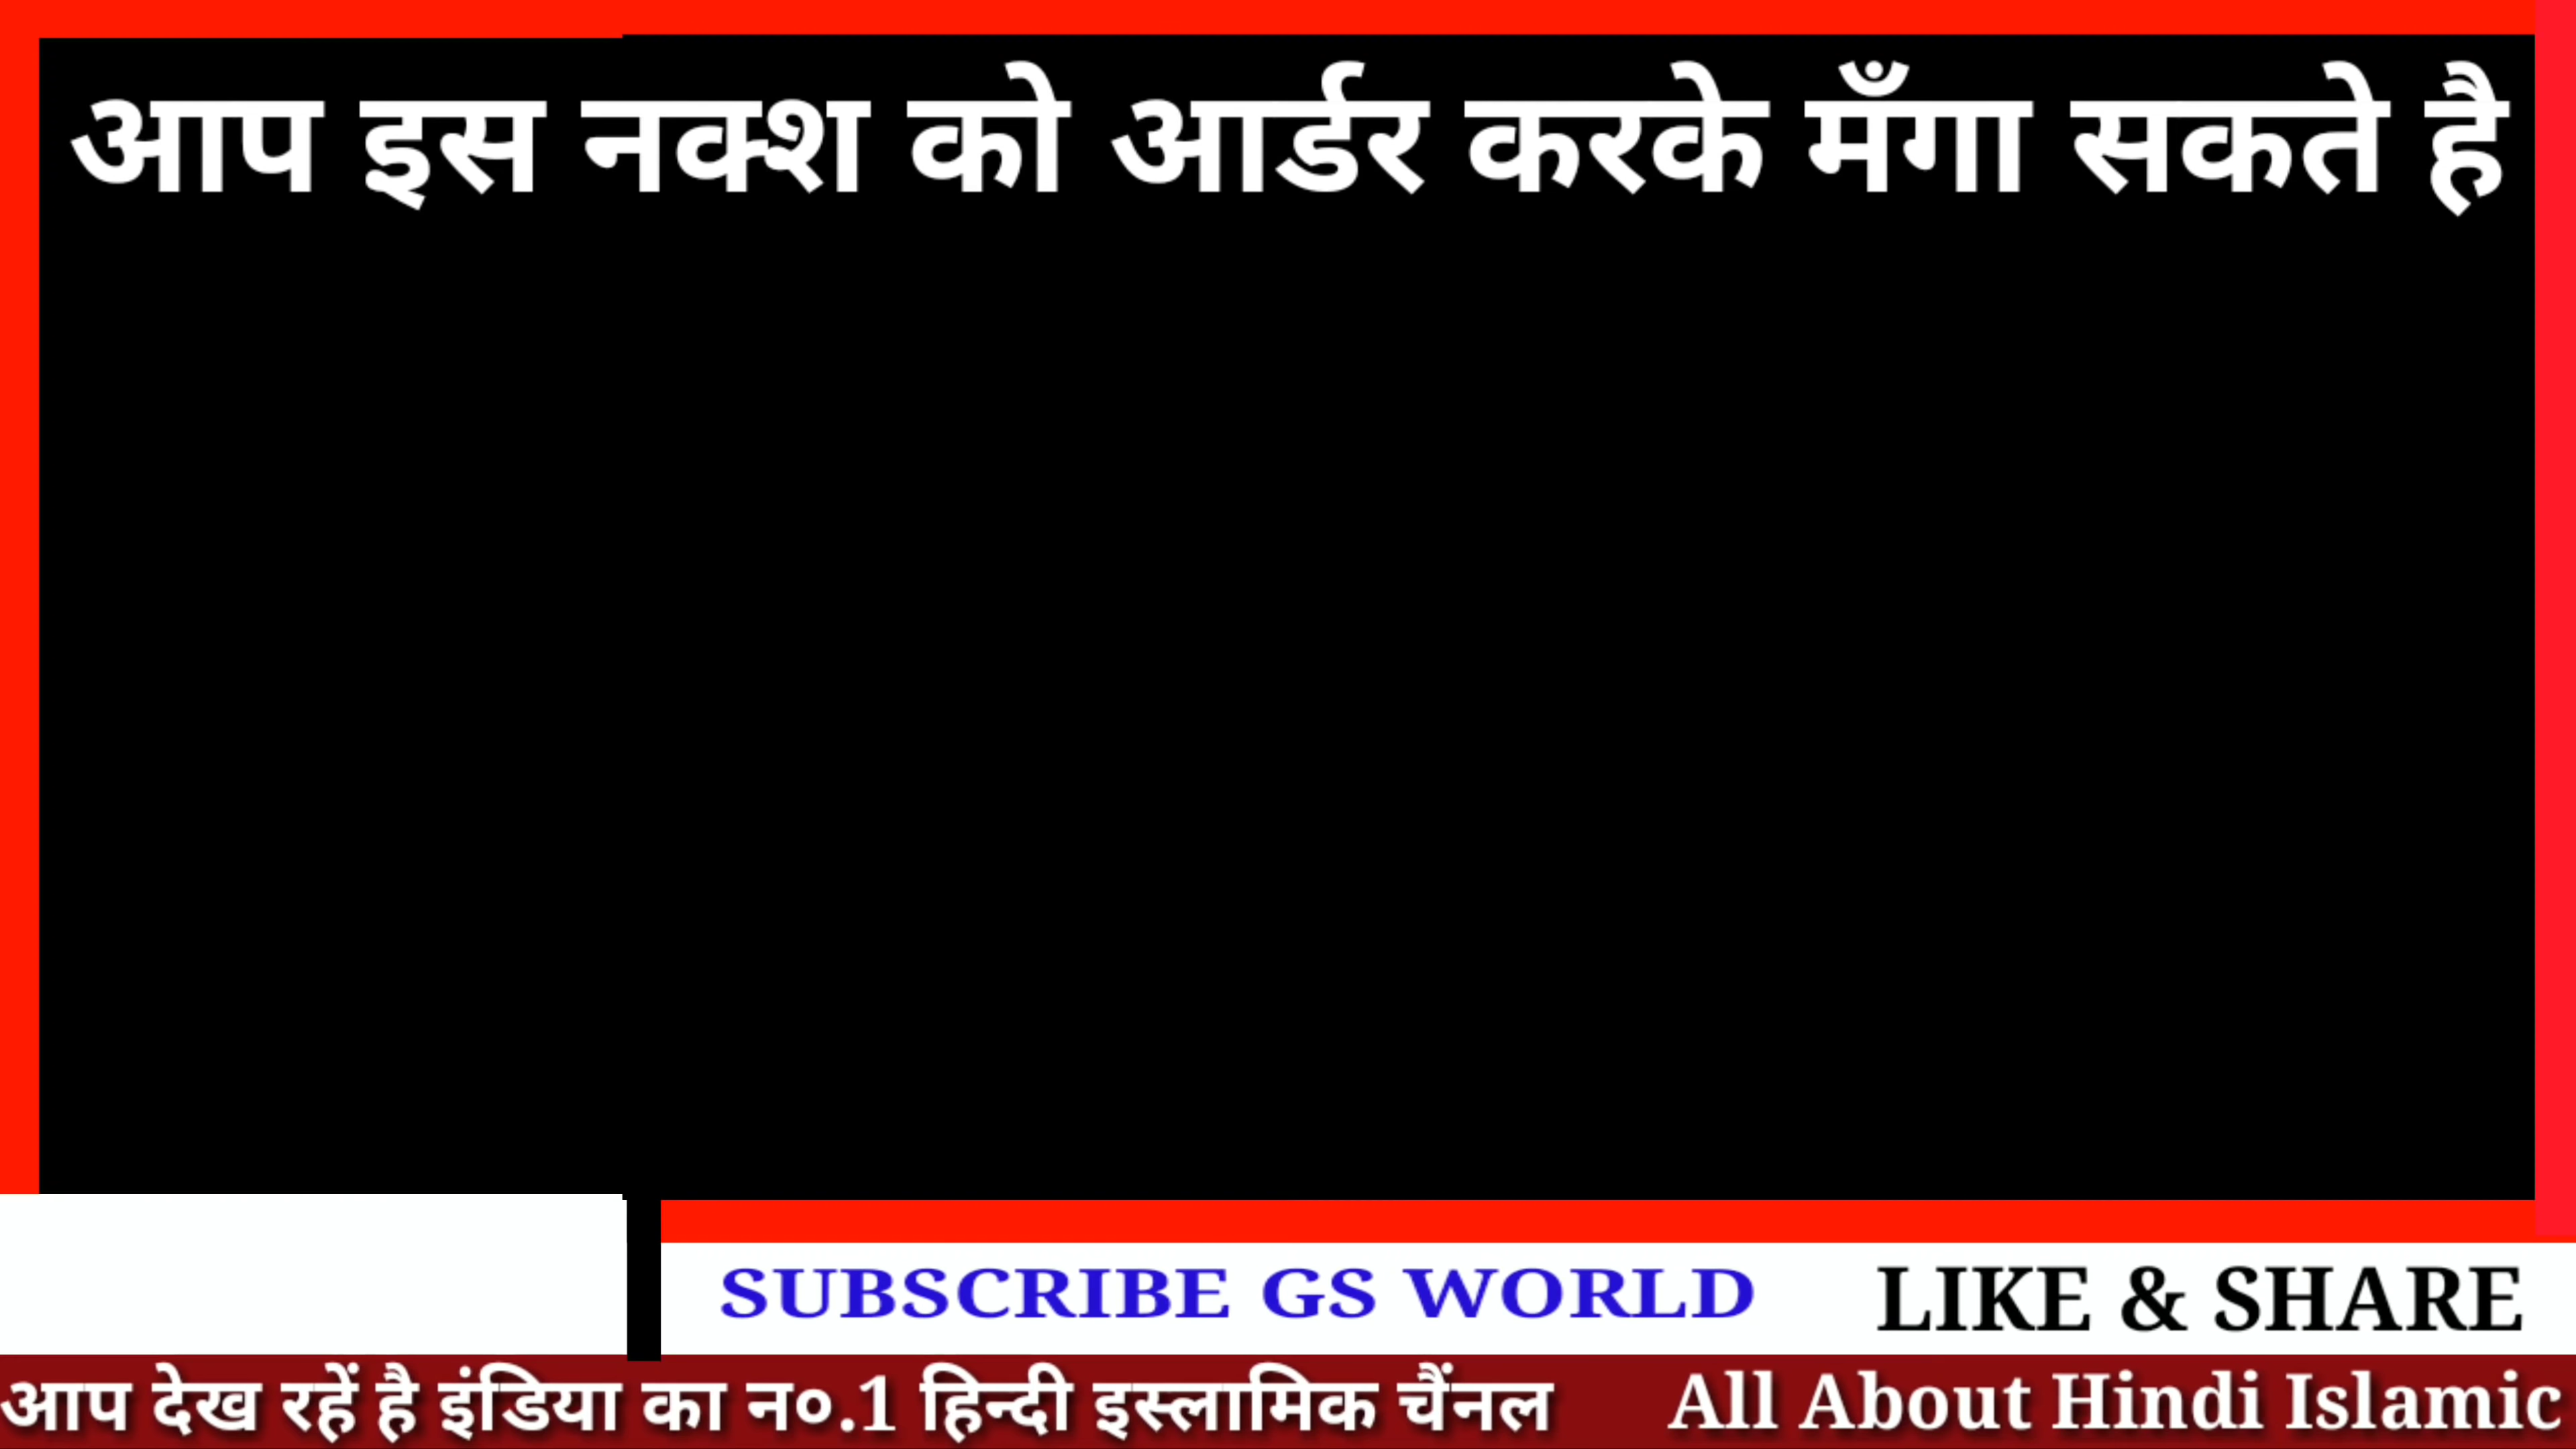 आप इस नक्श को आर्डर करके मँगा सकते है
SUBSCRIBE GS WORLD LIKE & SHARE
आप देख रहें है इंडिया का न०.1 हिन्दी इस्लामिक चैंनल All About Hindi Islamic